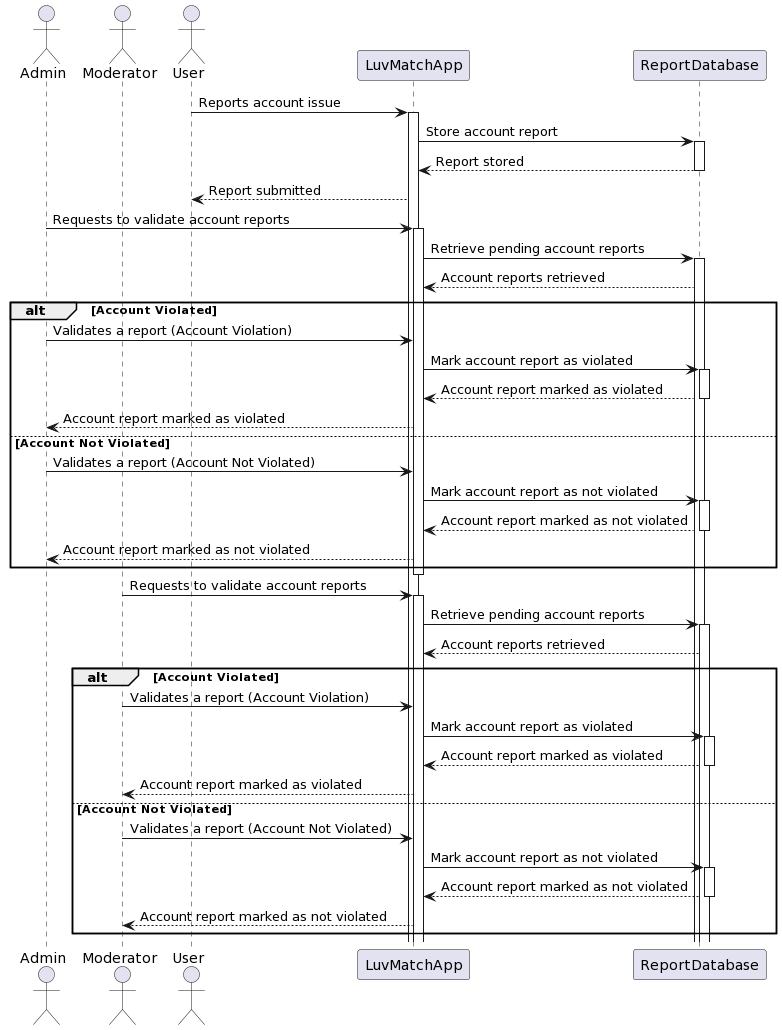 Admin
Moderator
User
LuvMatchApp
ReportDatabase
Reports account issue
Store account report
Report stored
Report submitted
Requests to validate account reports
Retrieve pending account reports
Account reports retrieved
alt [Account Violated]
Validates a report (Account Violation)
Mark account report as violated
Account report marked as violated
Account report marked as violated
[Account Not Violated]
Validates a report (Account Not Violated)
Mark account report as not violated
Account report marked as not violated
Account report marked as not violated
Requests to validate account reports
Retrieve pending account reports
Account reports retrieved
alt [Account Violated]
Validates a report (Account Violation)
Mark account report as violated
Account report marked as violated
Account report marked as violated
[Account Not Violated]
Validates a report (Account Not Violated)
Mark account report as not violated
Account report marked as not violated
Account report marked as not violated
Admin
Moderator
User
LuvMatchApp
ReportDatabase